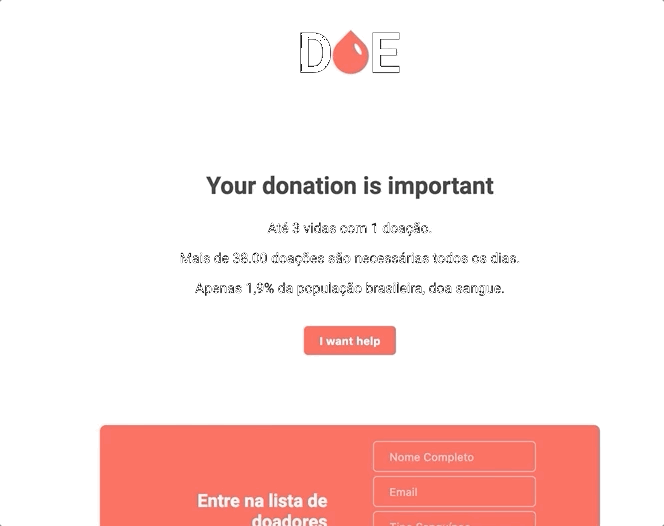 DOE
Your donation is important
Até 3 vidas com 1 doação.
Mais de 38.00 doações são necessárias todos os dias.
Apenas 1,9% da população brasileira, doa sangue.
I want help
Nome Completo
Email
Entre na lista de
doadores
Tipo Sanguíneo